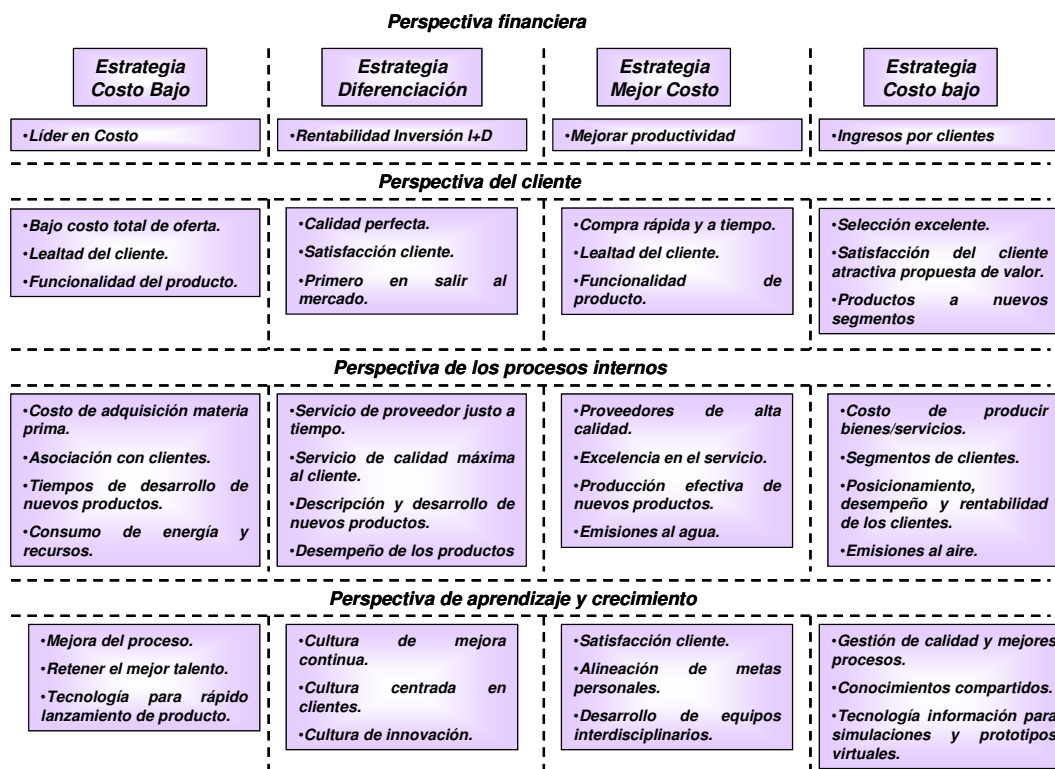 Perspectiva financiera
Estrategia
Costo Bajo
Estrategia
Diferenciación
Estrategia
Mejor Costo
Estrategia
Costo bajo
•Líder en Costo
•Rentabilidad Inversión I+D
•Mejorar productividad
•Ingresos por clientes
Perspectiva del cliente
•Bajo costo total de oferta.
•Lealtad del cliente.
•Funcionalidad del producto.
•Calidad perfecta.
•Satisfacción cliente.
•Primero en salir al
mercado.
•Compra rápida y a tiempo.
•Lealtad del cliente.
•Funcionalidad de
producto.
•Selección excelente.
•Satisfacción del cliente
atractiva propuesta de valor.
•Productos a nuevos
segmentos
Perspectiva de los procesos internos
•Costo de adquisición materia
prima.
•Asociación con clientes.
•Tiempos de desarrollo de
nuevos productos.
•Consumo de energía y
recursos.
•Servicio de proveedor justo a
tiempo.
•Servicio de calidad máxima
al cliente.
•Descripción y desarrollo de
nuevos productos.
•Desempeño de los productos
•Proveedores de alta
calidad.
•Excelencia en el servicio.
•Producción efectiva de
nuevos productos.
•Emisiones al agua.
•Costo de producir
bienes/servicios.
•Segmentos de clientes.
•Posicionamiento,
desempeño y rentabilidad
de los clientes.
•Emisiones al aire.
Perspectiva de aprendizaje y crecimiento
•Mejora del proceso.
•Retener el mejor talento.
•Tecnología para rápido
lanzamiento de producto.
•Cultura de mejora
continua.
•Cultura centrada en
clientes.
•Cultura de innovación.
•Satisfacción cliente.
•Alineación de metas
personales.
•Desarrollo de equipos
interdisciplinarios.
•Gestión de calidad y mejores
procesos.
•Conocimientos compartidos.
•Tecnología información para
simulaciones y prototipos
virtuales.